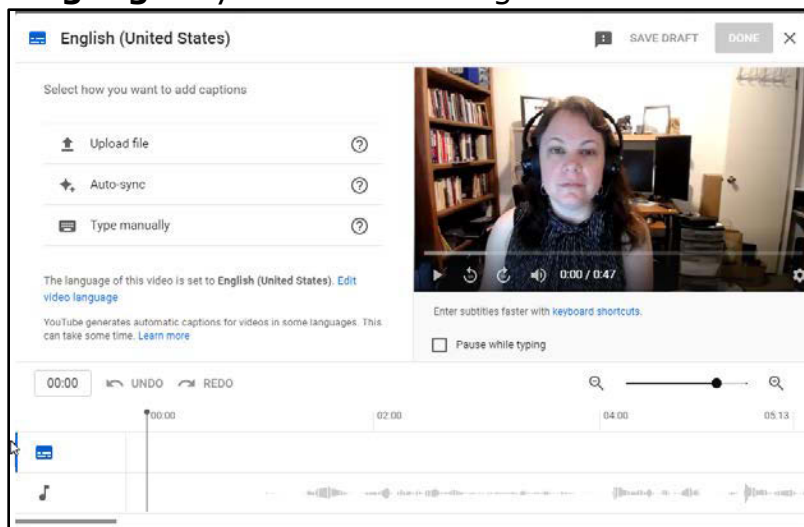 English (United States)
SAVE DRAFT
DONE
Select how you want to add captions
Upload file
Auto-sync
Type manually
The language of this video is set to English (United States). Edit
video language
YouTube generates automatic captions for videos in some languages. This
can take some time. Learn more
0:00 / 0:47
Enter subtitles faster with keyboard shortcuts.
Pause while typing
00:00
UNDO
REDO
00:00
02:00
04:00
05:13